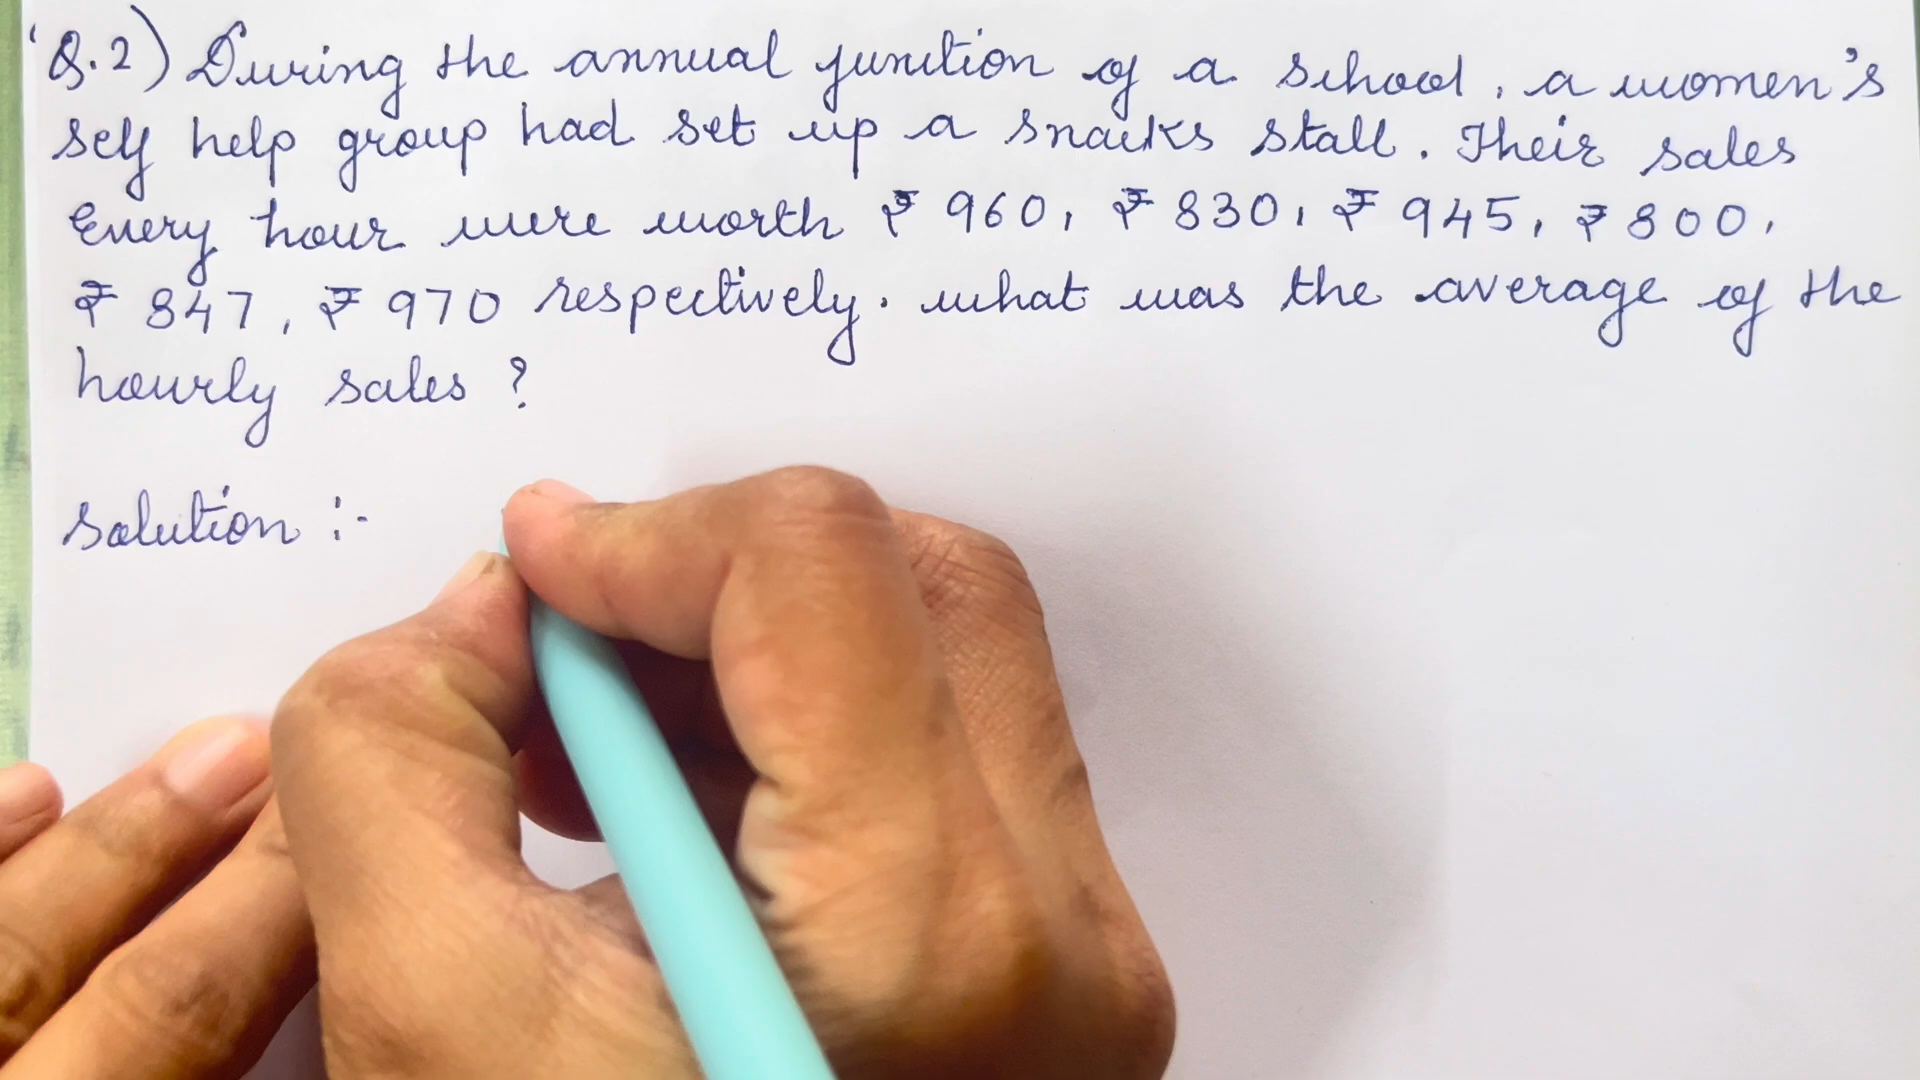 Q.2) During the annual function of a school, a women's
self help group had set up a snacks stall. Their sales
Every hour were worth ₹ 960, ₹ 830, ₹ 945, ₹ 800,
₹ 847, ₹ 970 respectively. what was the average of the
hourly sales ?
Solution :-